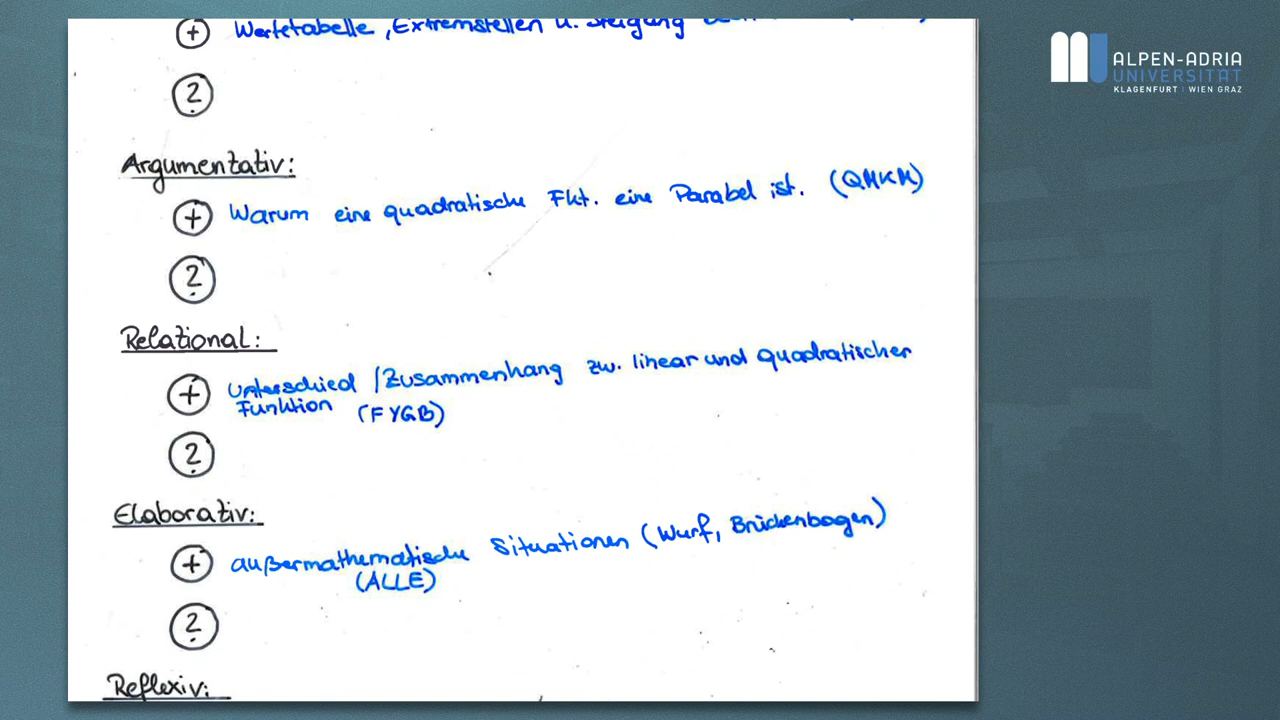 + Wertetabelle, Extremstellen u. Steigung
?
Argumentativ:
+ Warum eine quadratische Fkt. eine Parabel ist. (QMKM)
?
Relational:
+ Unterschied / Zusammenhang zw. linear und quadratischer
Funktion (FYGB)
?
Elaborativ:
+ außermathematische Situationen (Wurf, Brückenbogen)
(ALLE)
?
Reflexiv:
ALPEN-ADRIA
UNIVERSITÄT
KLAGENFURT | WIEN GRAZ